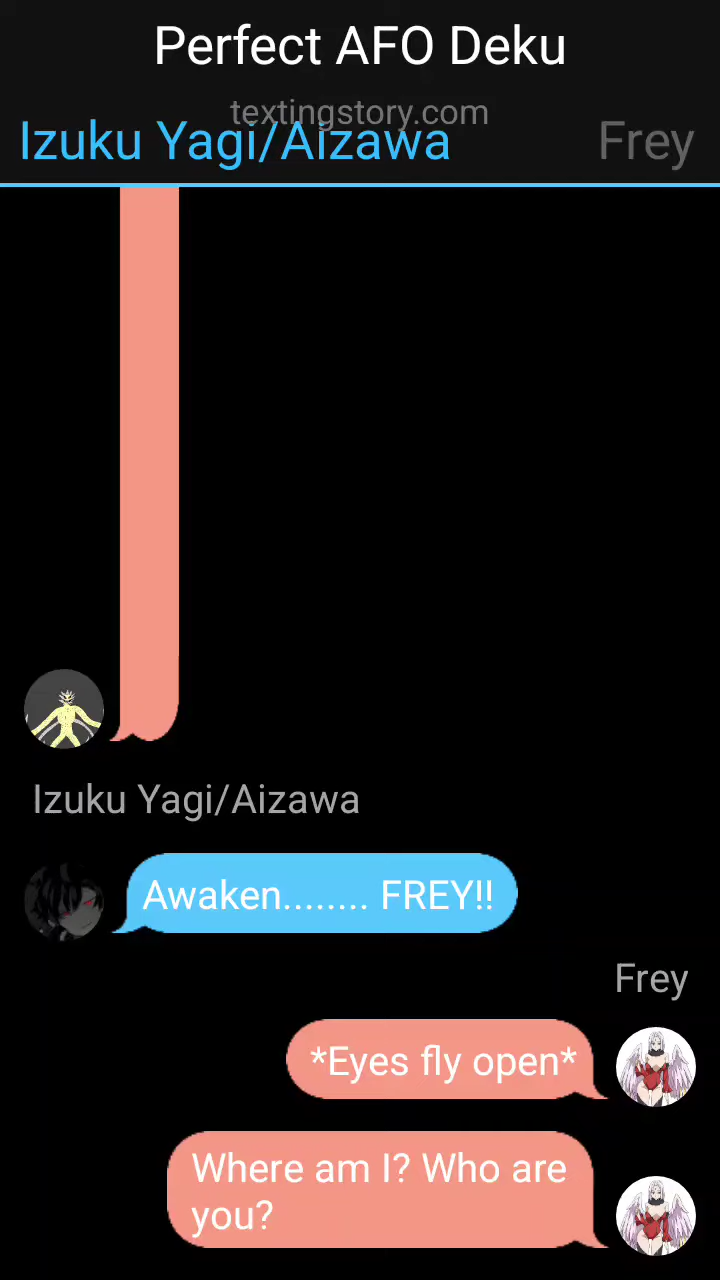 Perfect AFO Deku
textingstory.com
Izuku Yagi/Aizawa
Frey
Izuku Yagi/Aizawa
Awaken........ FREY!!
Frey
*Eyes fly open*
Where am I? Who are
you?